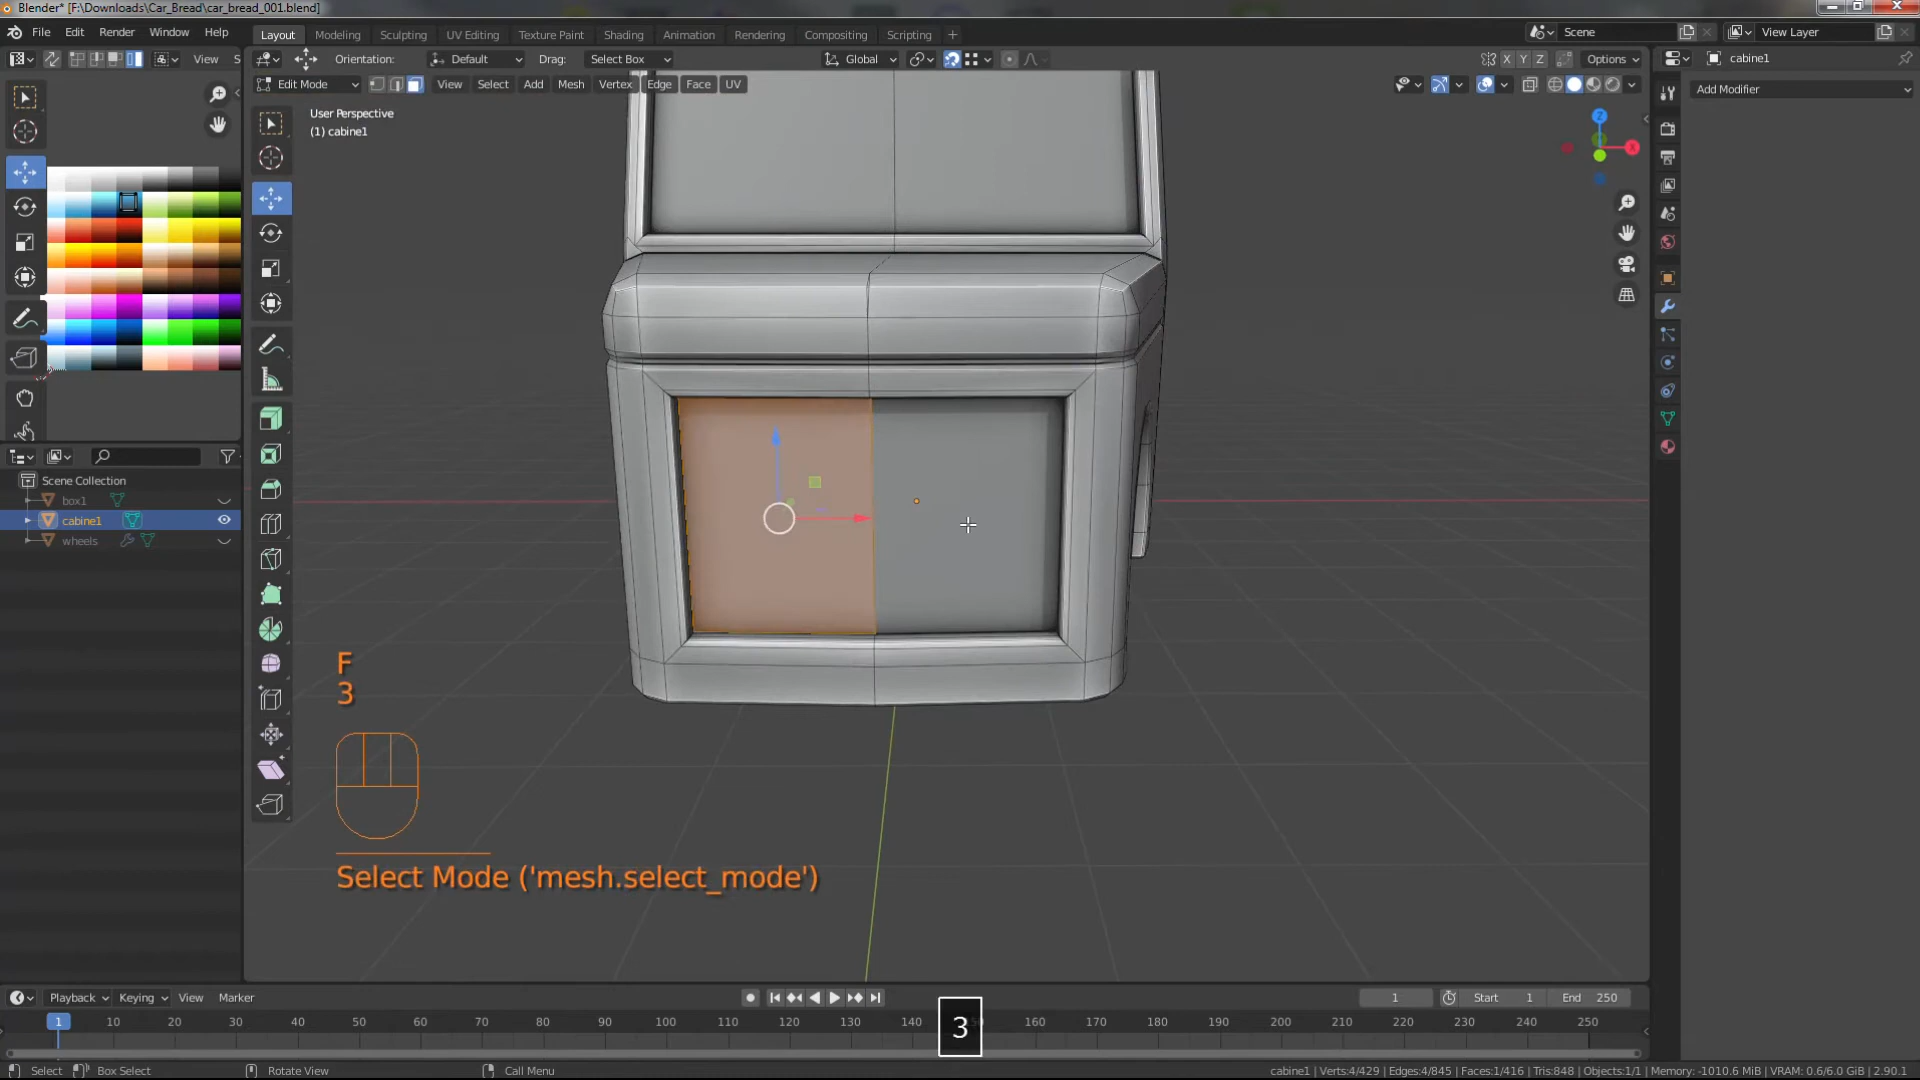 Blender* [F:\Downloads\Car_Bread\car_bread_001.blend]
File Edit Render Window Help
Layout Modeling Sculpting UV Editing Texture Paint Shading Animation Rendering Compositing Scripting
Scene
View Layer
View S
Orientation: Default Drag: Select Box
Global
X Y Z Options
cabine1
Edit Mode View Select Add Mesh Vertex Edge Face UV
Add Modifier
User Perspective
(1) cabine1
Z
X
Scene Collection
box1
cabine1
wheels
F
3
Select Mode ('mesh.select_mode')
Playback Keying View Marker
1 Start 1 End 250
1 10 20 30 40 50 60 70 80 90 100 110 120 130 140 160 170 180 190 200 210 220 230 240 250
3
Select Box Select Rotate View Call Menu
cabine1 | Verts:4/429 | Edges:4/845 | Faces:1/416 | Tris:848 | Objects:1/1 | Memory: -1010.6 MiB | VRAM: 0.6/6.0 GiB | 2.90.1